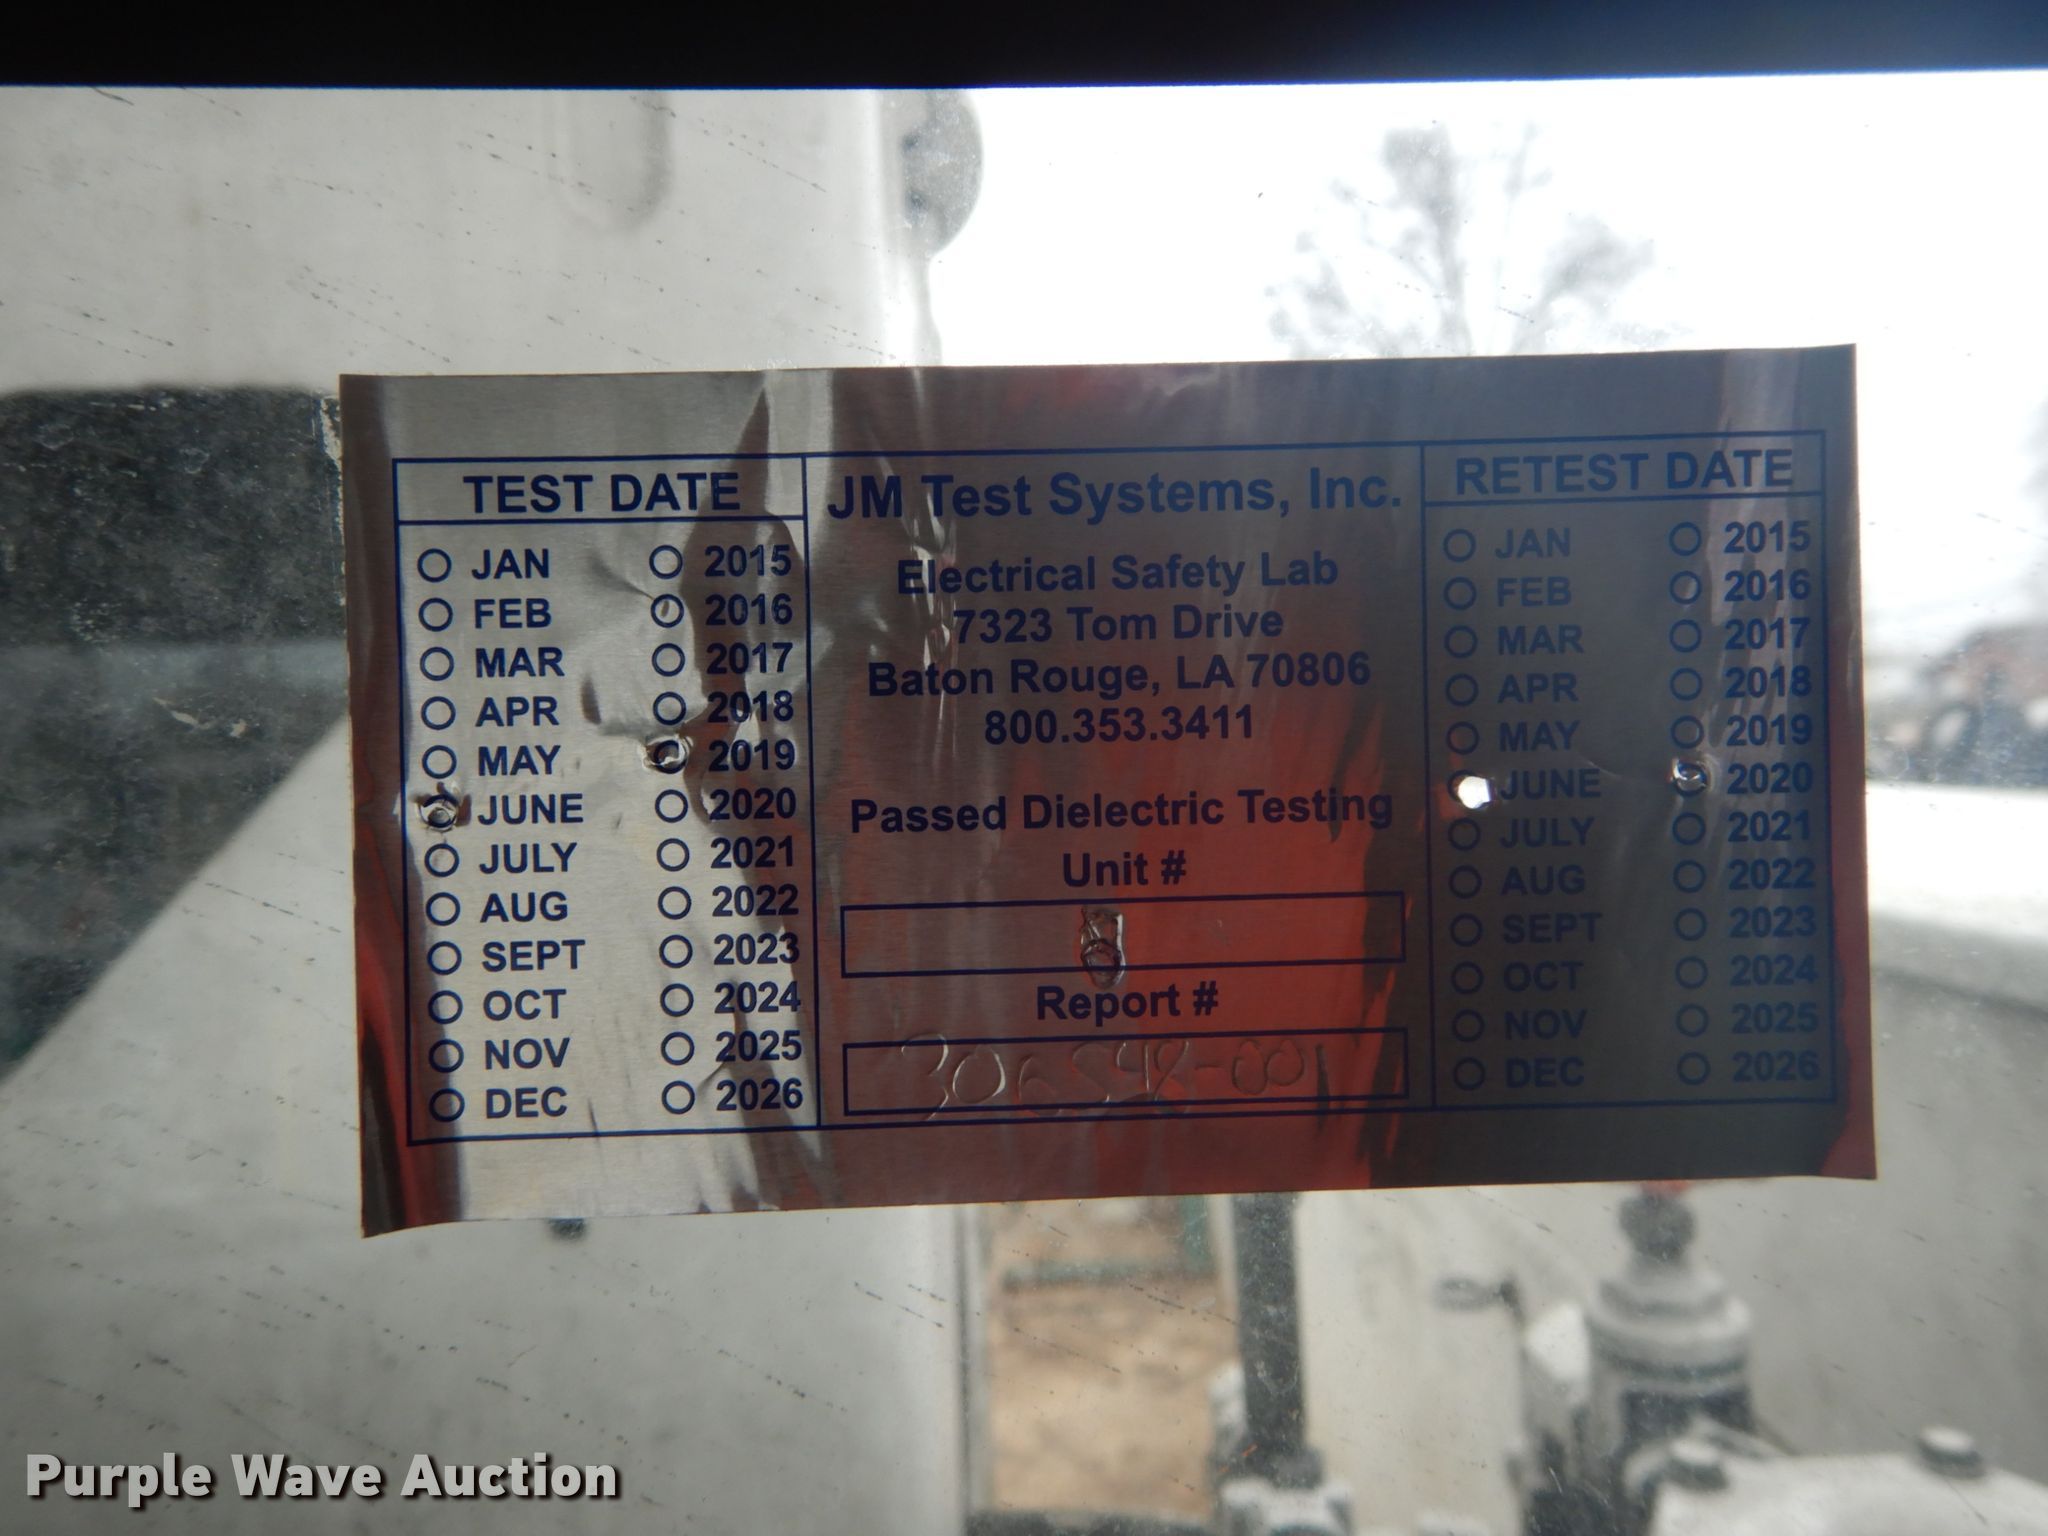 TEST DATE
JAN 2015
FEB 2016
MAR 2017
APR 2018
MAY 2019
JUNE 2020
JULY 2021
AUG 2022
SEPT 2023
OCT 2024
NOV 2025
DEC 2026
JM Test Systems, Inc.
Electrical Safety Lab
7323 Tom Drive
Baton Rouge, LA 70806
800.353.3411
Passed Dielectric Testing
Unit #
8
Report #
306548-001
RETEST DATE
JAN 2015
FEB 2016
MAR 2017
APR 2018
MAY 2019
JUNE 2020
JULY 2021
AUG 2022
SEPT 2023
OCT 2024
NOV 2025
DEC 2026
Purple Wave Auction